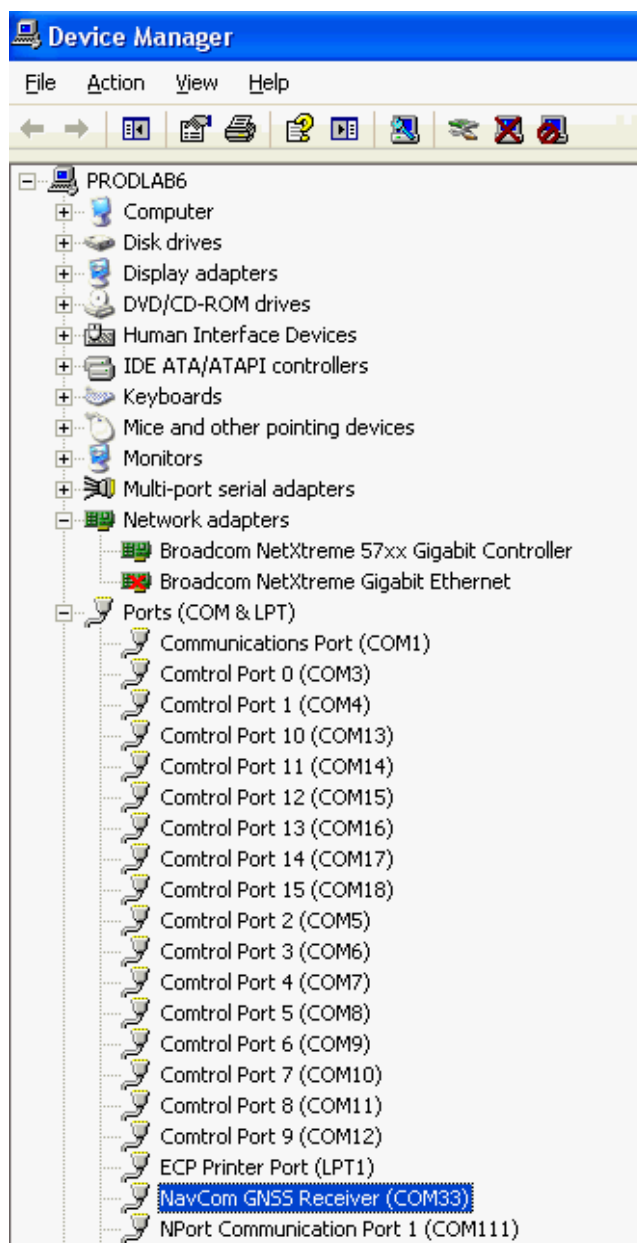 Device Manager
File Action View Help
PRODLAB6
Computer
Disk drives
Display adapters
DVD/CD-ROM drives
Human Interface Devices
IDE ATA/ATAPI controllers
Keyboards
Mice and other pointing devices
Monitors
Multi-port serial adapters
Network adapters
Broadcom NetXtreme 57xx Gigabit Controller
Broadcom NetXtreme Gigabit Ethernet
Ports (COM & LPT)
Communications Port (COM1)
Comtrol Port 0 (COM3)
Comtrol Port 1 (COM4)
Comtrol Port 10 (COM13)
Comtrol Port 11 (COM14)
Comtrol Port 12 (COM15)
Comtrol Port 13 (COM16)
Comtrol Port 14 (COM17)
Comtrol Port 15 (COM18)
Comtrol Port 2 (COM5)
Comtrol Port 3 (COM6)
Comtrol Port 4 (COM7)
Comtrol Port 5 (COM8)
Comtrol Port 6 (COM9)
Comtrol Port 7 (COM10)
Comtrol Port 8 (COM11)
Comtrol Port 9 (COM12)
ECP Printer Port (LPT1)
NavCom GNSS Receiver (COM33)
NPort Communication Port 1 (COM111)